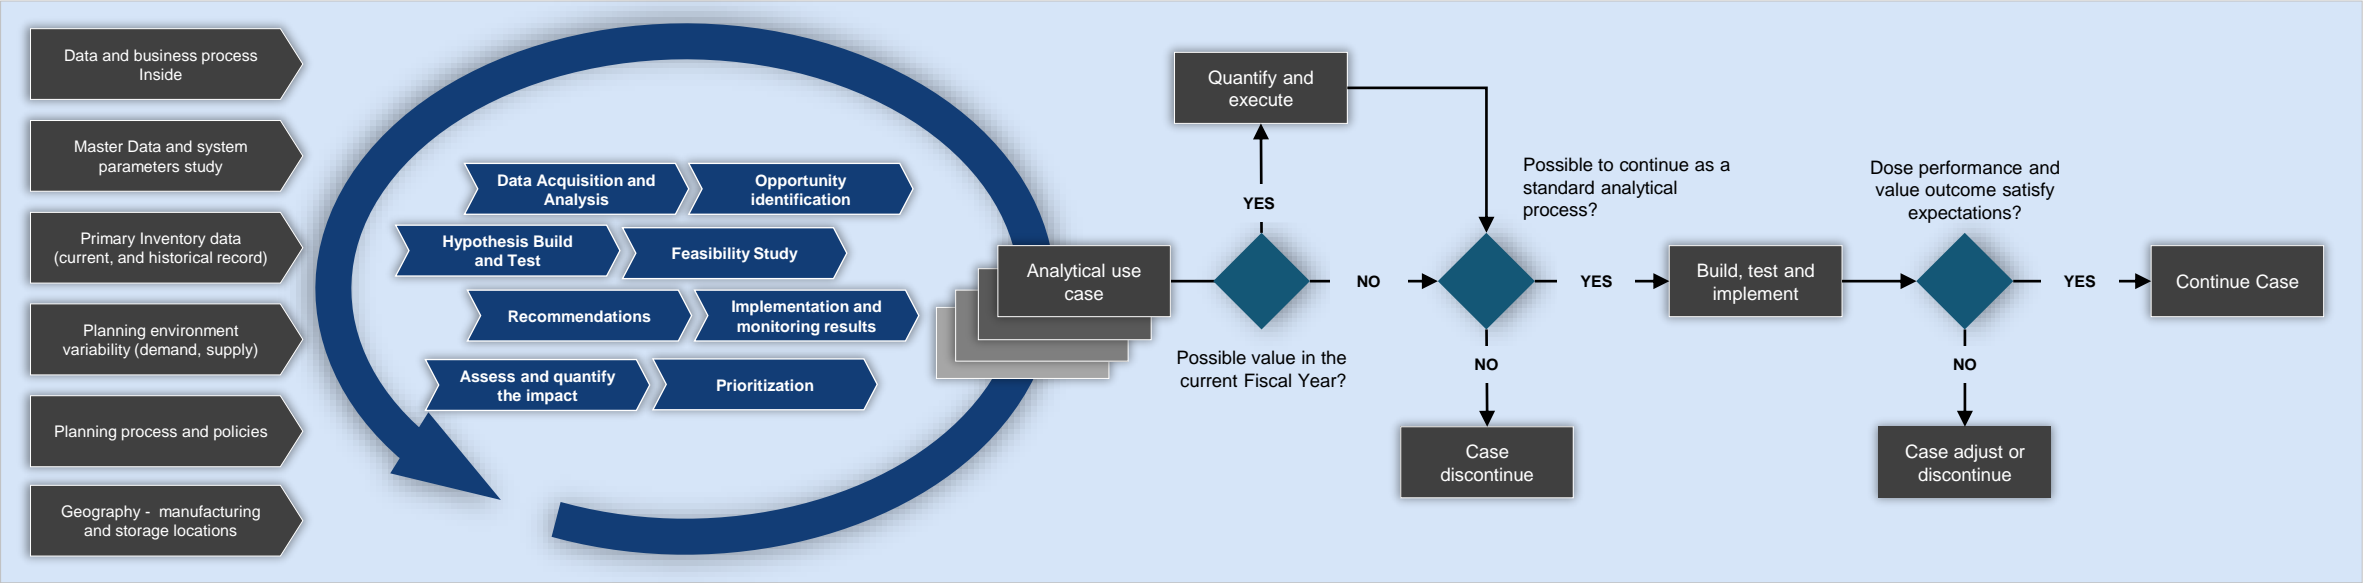 Data and business process
Inside
Master Data and system
parameters study
Primary Inventory data
(current, and historical record)
Planning environment
variability (demand, supply)
Planning process and policies
Geography - manufacturing
and storage locations
Data Acquisition and
Analysis
Opportunity
identification
Hypothesis Build
and Test
Feasibility Study
Recommendations
Implementation and
monitoring results
Assess and quantify
the impact
Prioritization
Analytical use
case
Quantify and
execute
YES
Possible value in the
current Fiscal Year?
NO
Possible to continue as a
standard analytical
process?
YES
NO
Case
discontinue
Build, test and
implement
Dose performance and
value outcome satisfy
expectations?
YES
NO
Case adjust or
discontinue
Continue Case